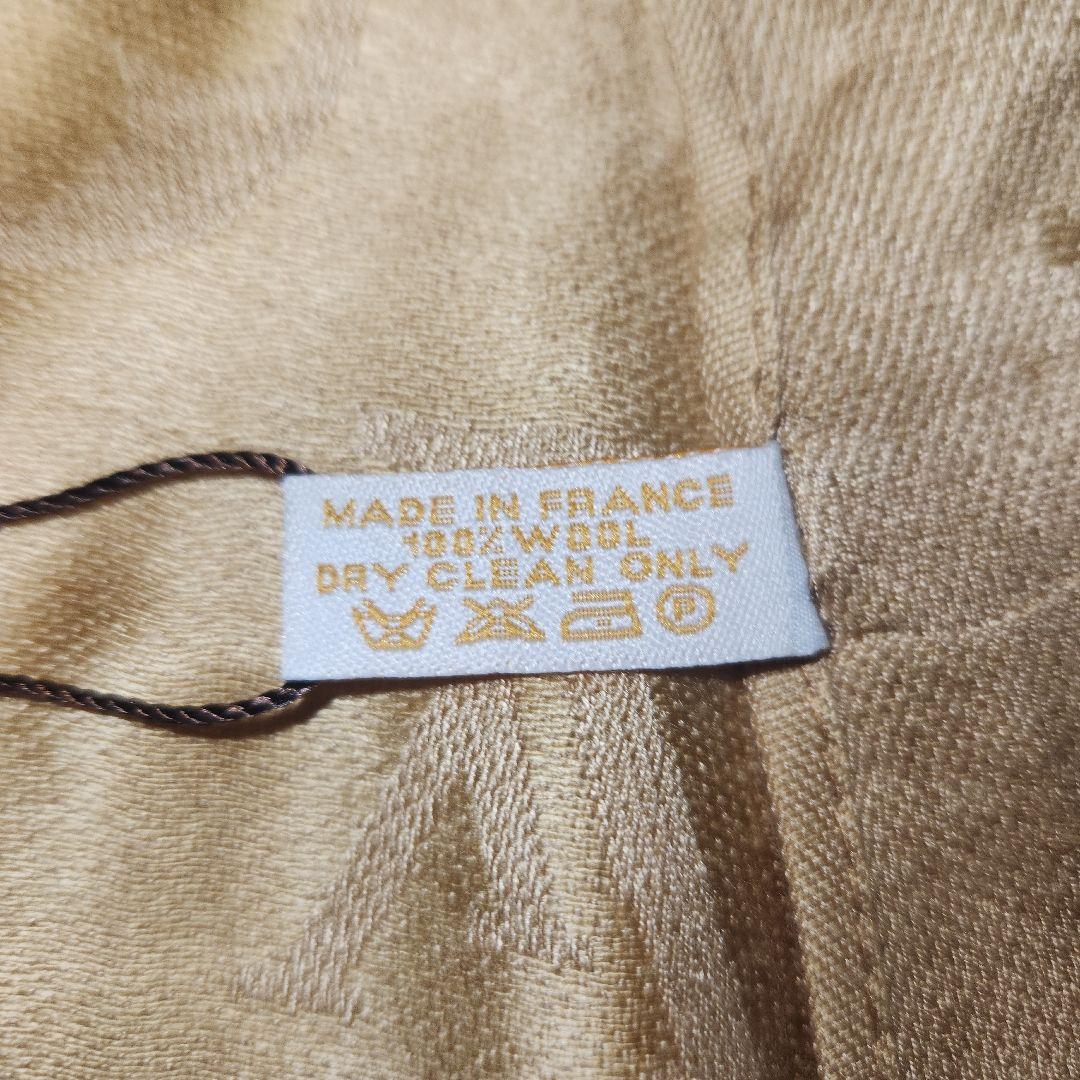 MADE IN FRANCE
100% WOOL
DRY CLEAN ONLY
P